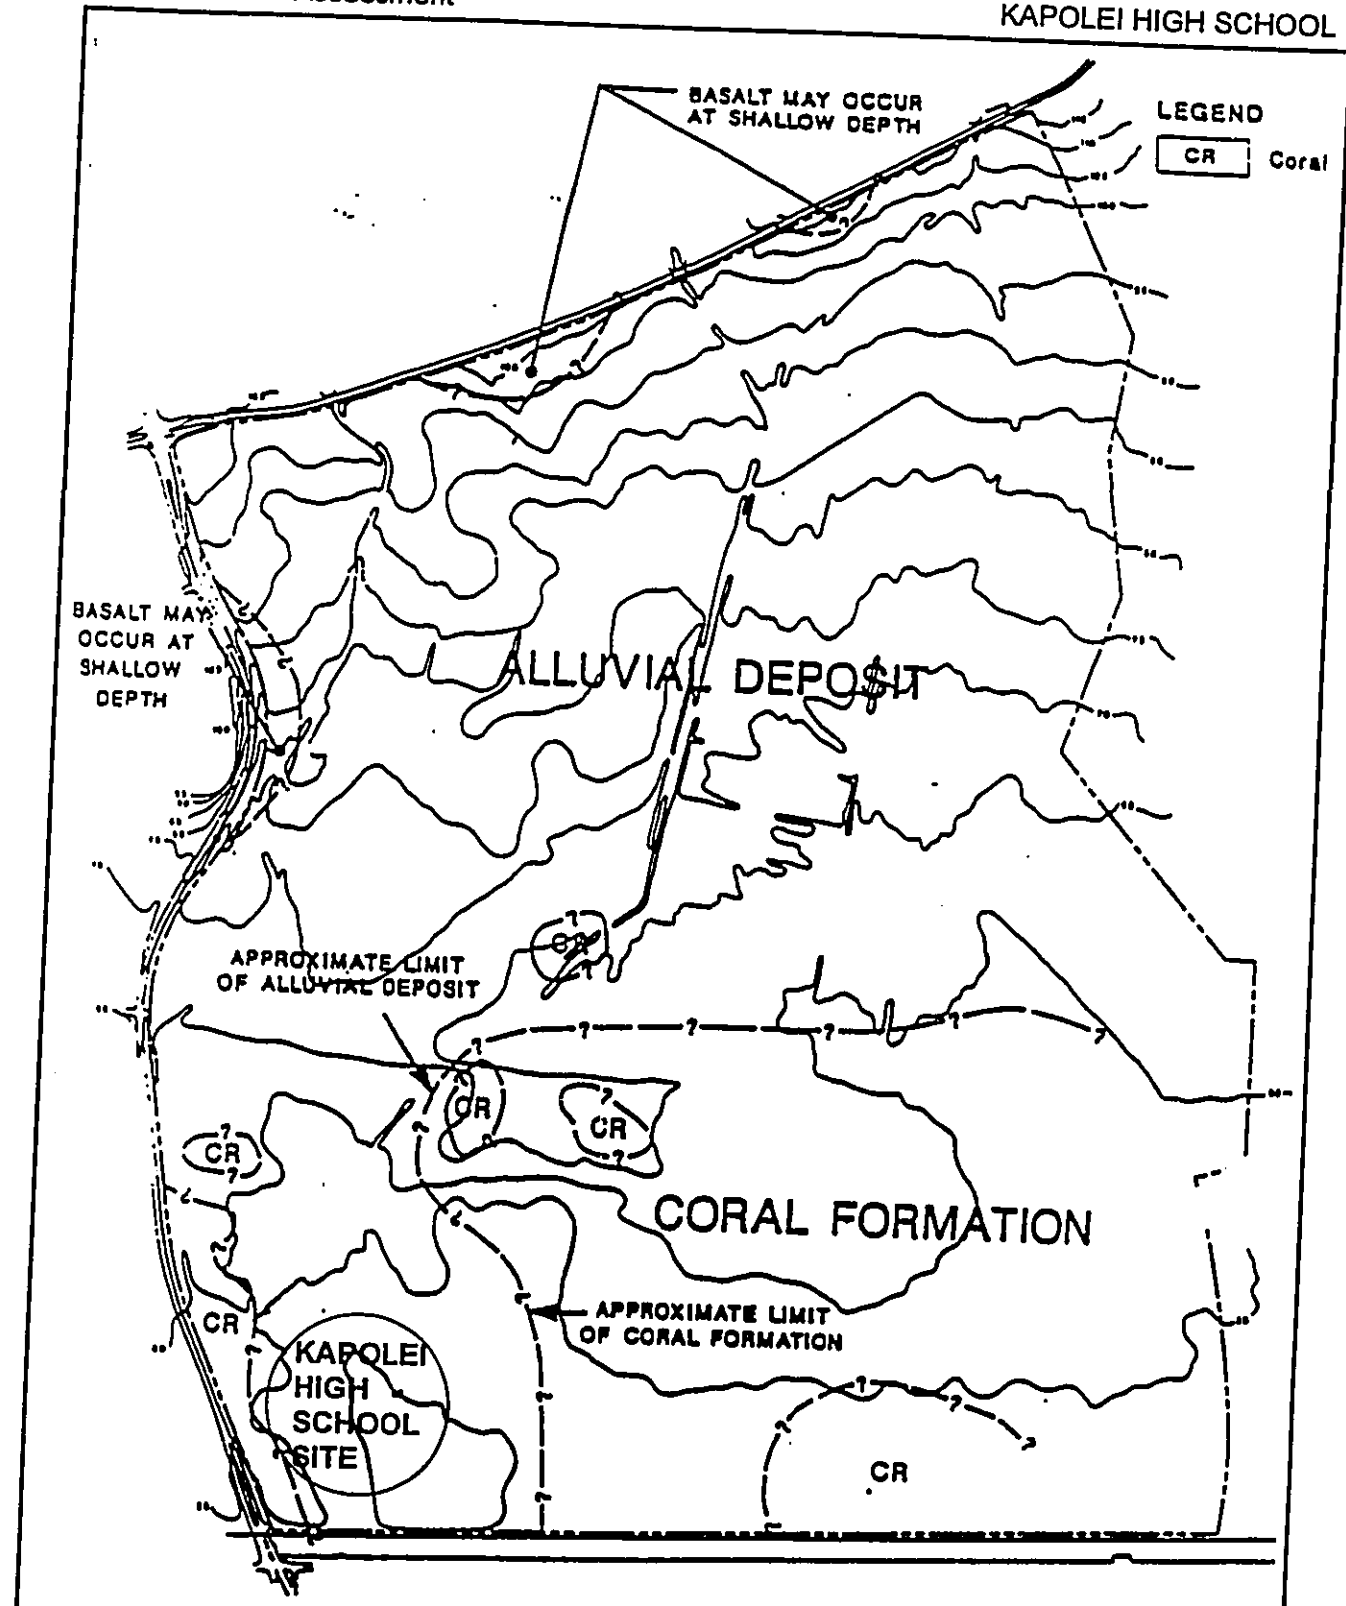 KAPOLEI HIGH SCHOOL
BASALT MAY OCCUR
AT SHALLOW DEPTH
LEGEND
CR Coral
BASALT MAY
OCCUR AT
SHALLOW
DEPTH
ALLUVIAL DEPOSIT
APPROXIMATE LIMIT
OF ALLUVIAL DEPOSIT
CR
CR
CR
CORAL FORMATION
APPROXIMATE LIMIT
OF CORAL FORMATION
CR
KAPOLEI
HIGH
SCHOOL
SITE
CR